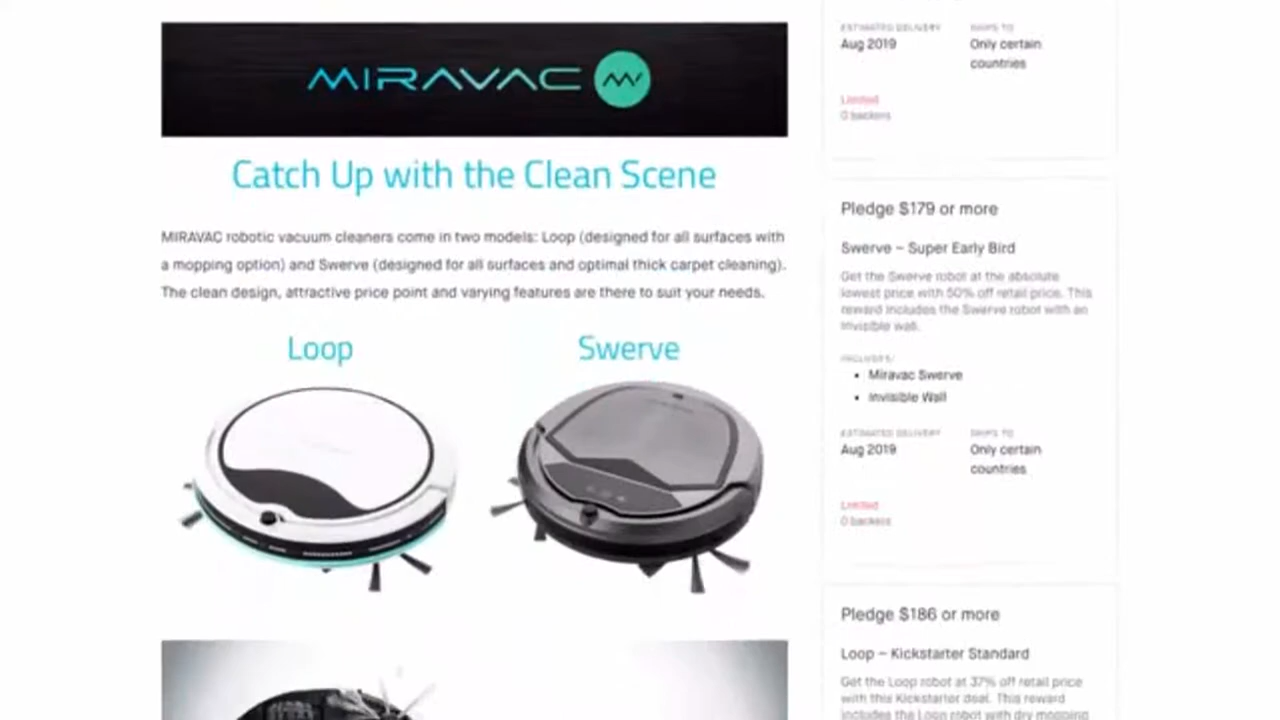 MIRAVAC
Catch Up with the Clean Scene
MIRAVAC robotic vacuum cleaners come in two models: Loop (designed for all surfaces with
a mopping option) and Swerve (designed for all surfaces and optimal thick carpet cleaning).
The clean design, attractive price point and varying features are there to suit your needs.
Loop
Swerve
ESTIMATED DELIVERY
SHIPS TO
Aug 2019
Only certain
countries
Limited
0 backers
Pledge $179 or more
Swerve – Super Early Bird
Get the Swerve robot at the absolute
lowest price with 50% off retail price. This
reward includes the Swerve robot with an
invisible wall.
INCLUDES:
• Miravac Swerve
• Invisible Wall
ESTIMATED DELIVERY
SHIPS TO
Aug 2019
Only certain
countries
Limited
0 backers
Pledge $186 or more
Loop – Kickstarter Standard
Get the Loop robot at 37% off retail price
with this Kickstarter deal. This reward
includes the Loop robot with dry mopping